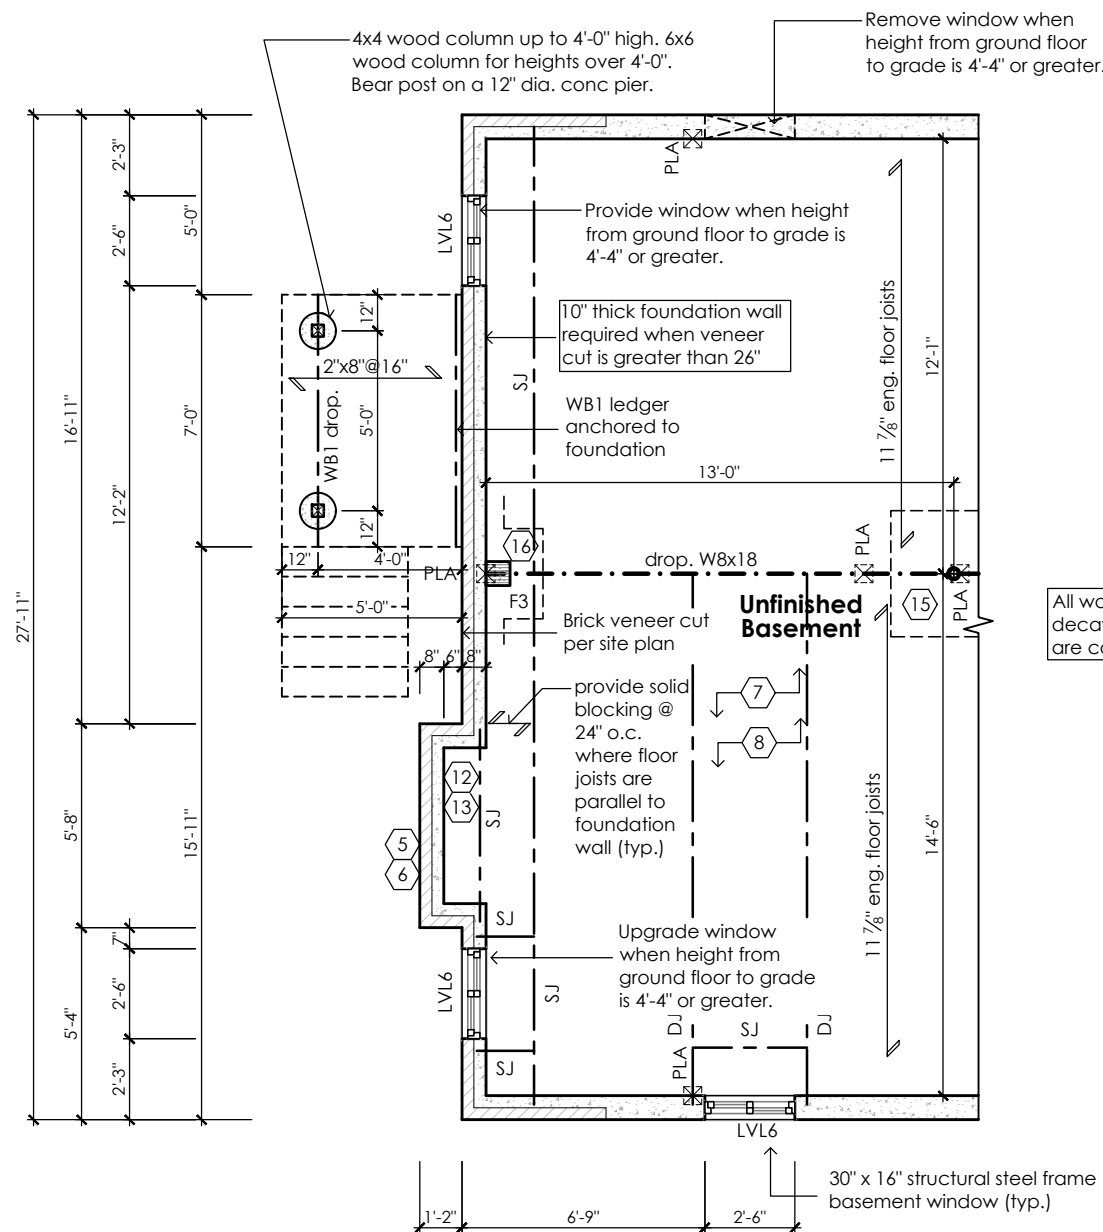 4x4 wood column up to 4'-0" high. 6x6
wood column for heights over 4'-0".
Bear post on a 12" dia. conc pier.
Remove window when
height from ground floor
to grade is 4'-4" or greater.
PLA
2'-3"
2'-6"
5'-0"
LVL6
Provide window when height
from ground floor to grade is
4'-4" or greater.
10" thick foundation wall
required when veneer
cut is greater than 26"
12"
2"x8"@16"
SJ
11 7/8" eng. floor joists
12'-1"
WB1 drop.
5'-0"
WB1 ledger
anchored to
foundation
16'-11"
7'-0"
12'-2"
13'-0"
12"
12"
4'-0"
PLA
16
drop. W8x18
PLA
PLA
27'-11"
5'-0"
F3
Unfinished
Basement
15
All wo
decay
are co
Brick veneer cut
per site plan
8"
6"
8"
provide solid
blocking @
24" o.c.
where floor
joists are
parallel to
foundation
wall (typ.)
7
8
12
13
SJ
5
6
5'-8"
15'-11"
11 7/8" eng. floor joists
14'-6"
SJ
7"
Upgrade window
when height from
ground floor to grade
is 4'-4" or greater.
LVL6
SJ
2'-6"
5'-4"
DJ
SJ
DJ
SJ
PLA
2'-3"
LVL6
30" x 16" structural steel frame
basement window (typ.)
1'-2"
6'-9"
2'-6"